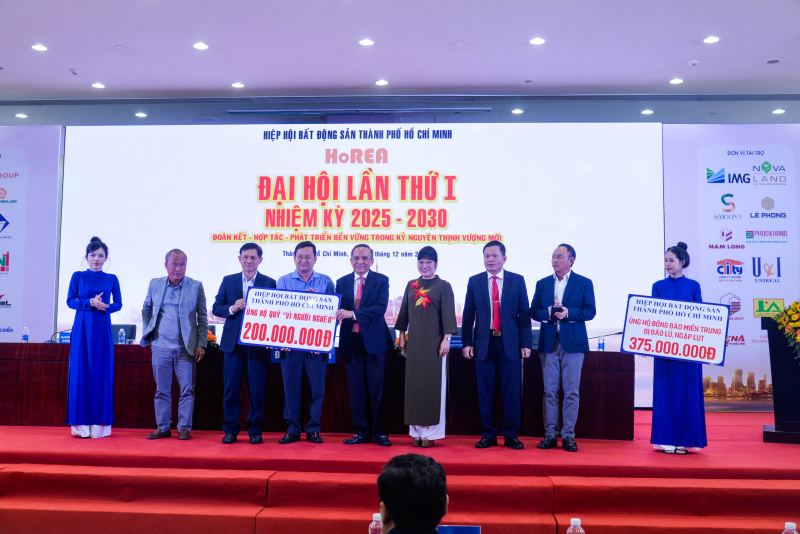 HIỆP HỘI BẤT ĐỘNG SẢN THÀNH PHỐ HỒ CHÍ MINH
HoREA
ĐẠI HỘI LẦN THỨ I
NHIỆM KỲ 2025 - 2030
ĐOÀN KẾT - HỢP TÁC - PHÁT TRIỂN BỀN VỮNG TRONG KỶ NGUYÊN THỊNH VƯỢNG MỚI
Chí Minh,
12
HIỆP HỘI BẤT ĐỘNG SẢN
THÀNH PHỐ HỒ CHÍ MINH
ỦNG HỘ QUỸ "VÌ NGƯỜI NGHÈO"
200.000.000Đ
HIỆP HỘI BẤT ĐỘNG SẢN
THÀNH PHỐ HỒ CHÍ MINH
ỦNG HỘ ĐỒNG BÀO MIỀN TRUNG
BỊ BÃO LŨ, NGẬP LỤT
375.000.000Đ
ĐƠN VỊ TÀI TRỢ
IMG
NOVA
LAND
SAIGONA
LE PHONG
NAM LONG
PHUCKHANG
City
U&I
UNIREAL